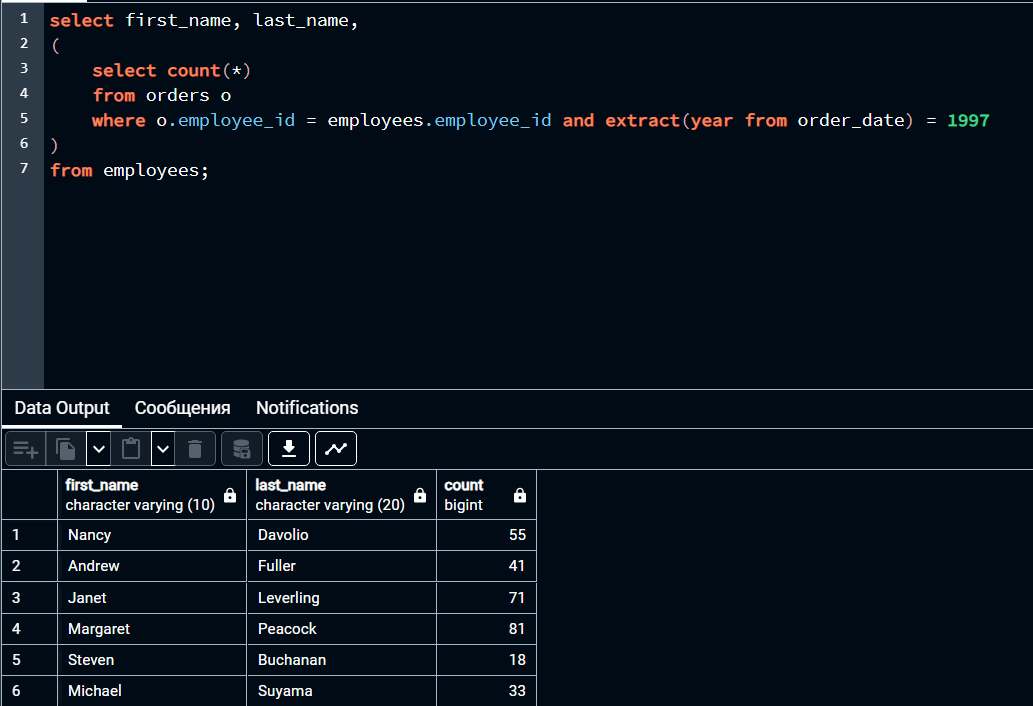 1 select first_name, last_name,
2 (
3 select count(*)
4 from orders o
5 where o.employee_id = employees.employee_id and extract(year from order_date) = 1997
6 )
7 from employees;
Data Output Сообщения Notifications
first_name last_name count
character varying (10) character varying (20) bigint
1 Nancy Davolio 55
2 Andrew Fuller 41
3 Janet Leverling 71
4 Margaret Peacock 81
5 Steven Buchanan 18
6 Michael Suyama 33